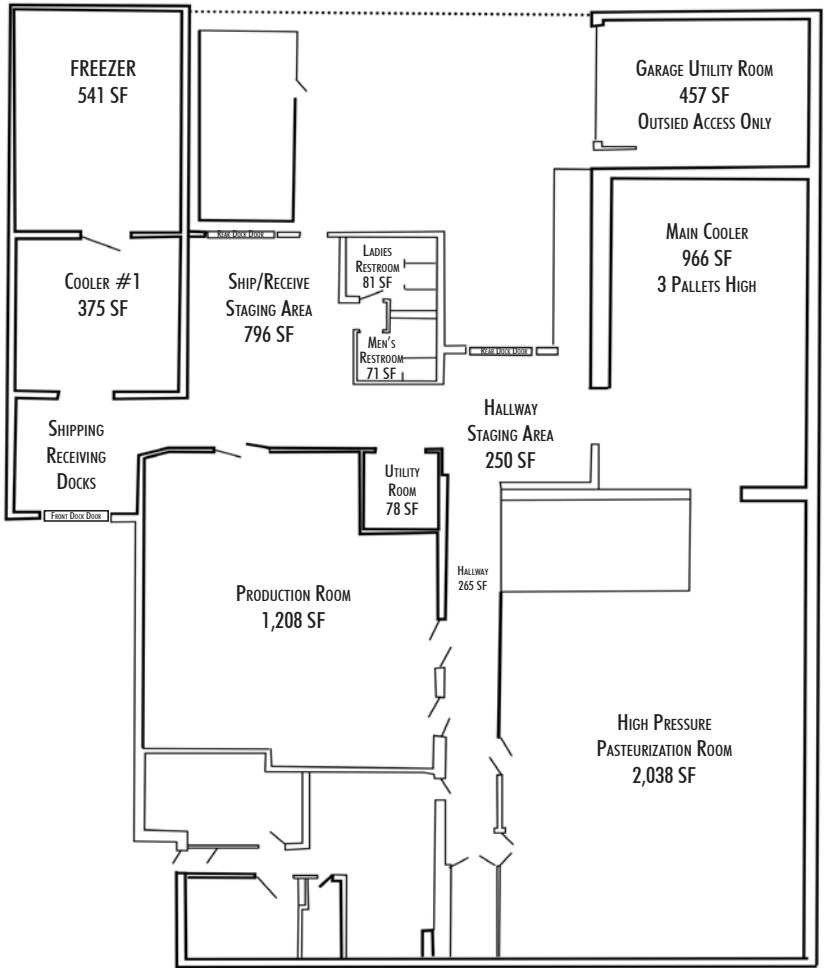 FREEZER
541 SF
GARAGE UTILITY ROOM
457 SF
OUTSIED ACCESS ONLY
MAIN COOLER
966 SF
3 PALLETS HIGH
REAR DOCK DOOR
LADIES
RESTROOM
81 SF
COOLER #1
375 SF
SHIP/RECEIVE
STAGING AREA
796 SF
MEN'S
RESTROOM
71 SF
REAR DOCK DOOR
HALLWAY
STAGING AREA
250 SF
SHIPPING
RECEIVING
DOCKS
UTILITY
ROOM
78 SF
FRONT DOCK DOOR
HALLWAY
265 SF
PRODUCTION ROOM
1,208 SF
HIGH PRESSURE
PASTEURIZATION ROOM
2,038 SF